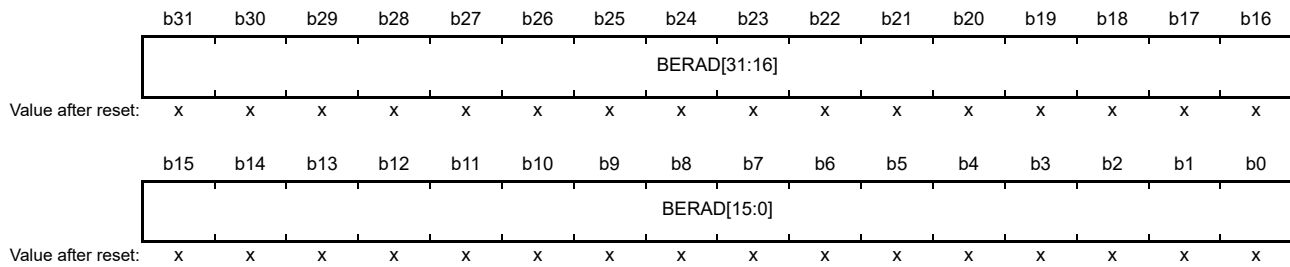 b31 b30 b29 b28 b27 b26 b25 b24 b23 b22 b21 b20 b19 b18 b17 b16
BERAD[31:16]
Value after reset: x x x x x x x x x x x x x x x x
b15 b14 b13 b12 b11 b10 b9 b8 b7 b6 b5 b4 b3 b2 b1 b0
BERAD[15:0]
Value after reset: x x x x x x x x x x x x x x x x